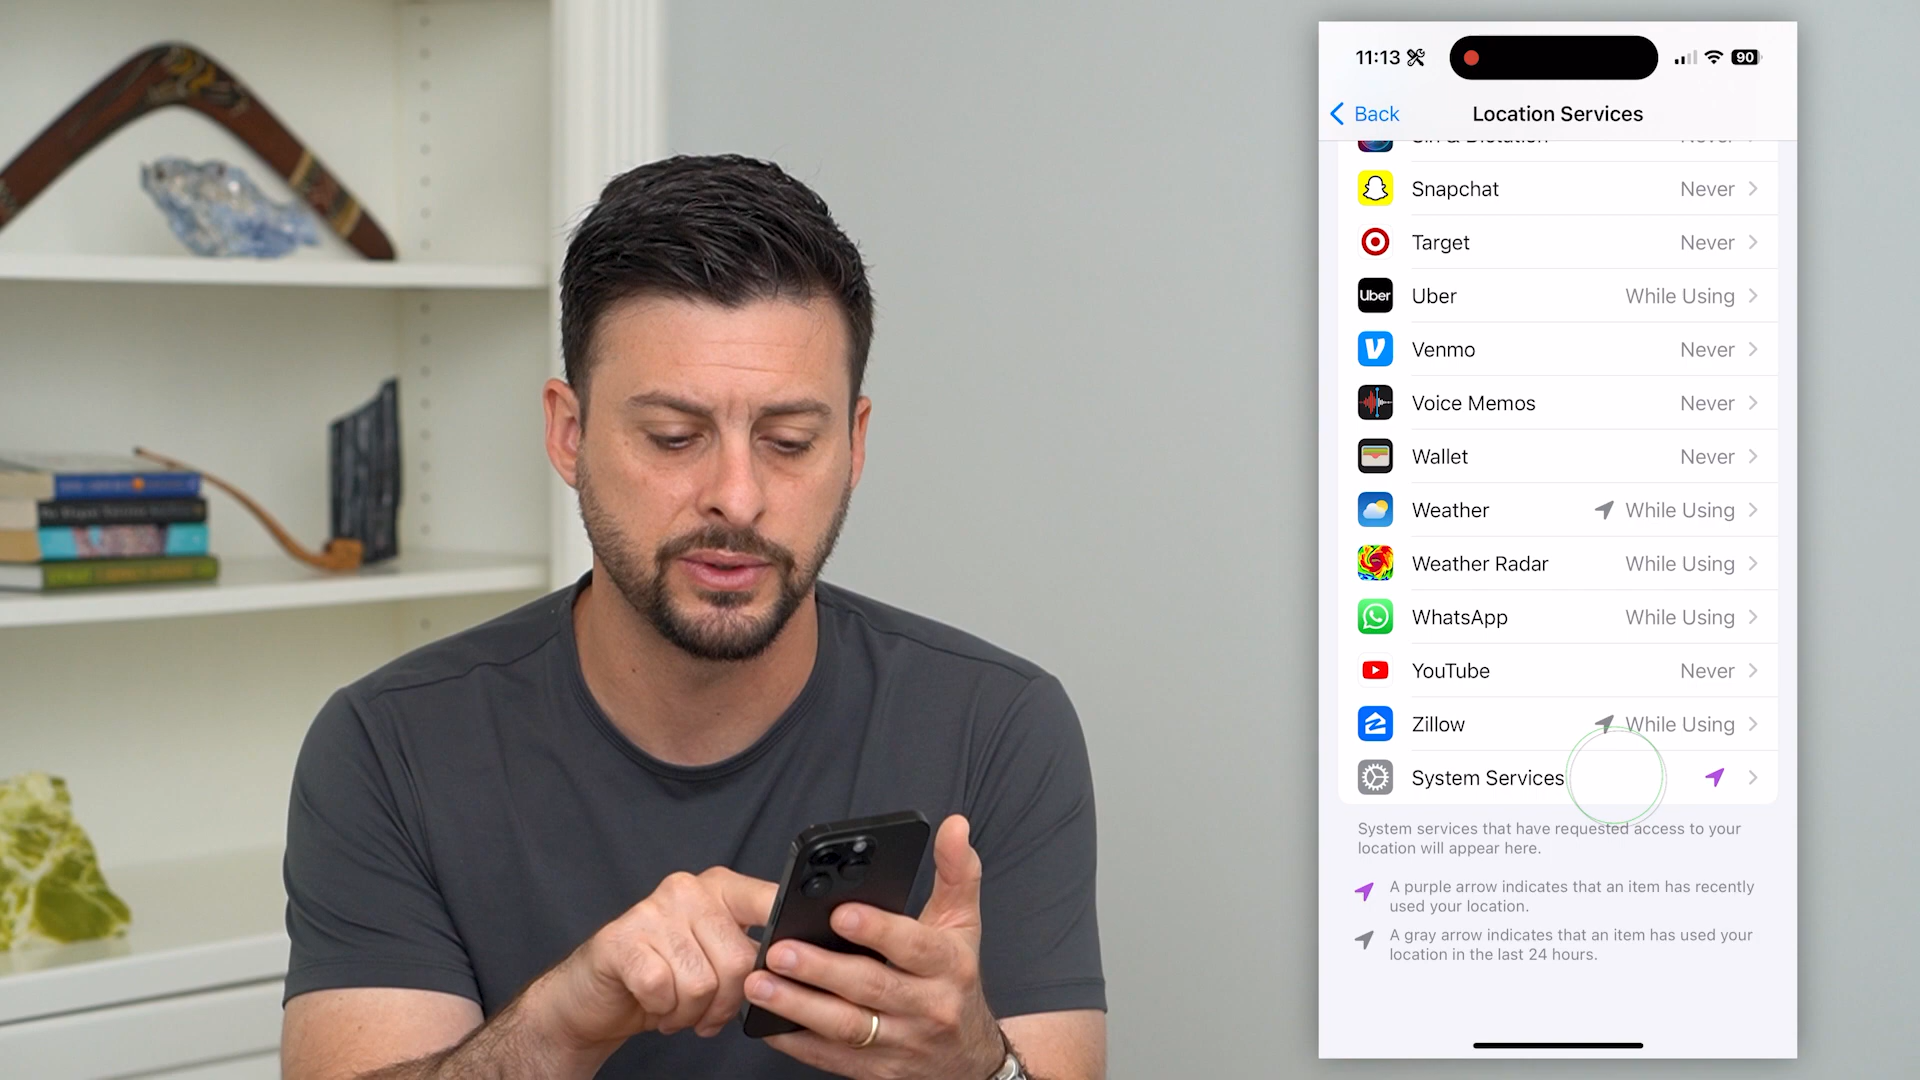 11:13
90
Back
Location Services
Snapchat Never
Target Never
Uber Uber While Using
Venmo Never
Voice Memos Never
Wallet Never
Weather While Using
Weather Radar While Using
WhatsApp While Using
YouTube Never
Zillow While Using
System Services
System services that have requested access to your
location will appear here.
A purple arrow indicates that an item has recently
used your location.
A gray arrow indicates that an item has used your
location in the last 24 hours.